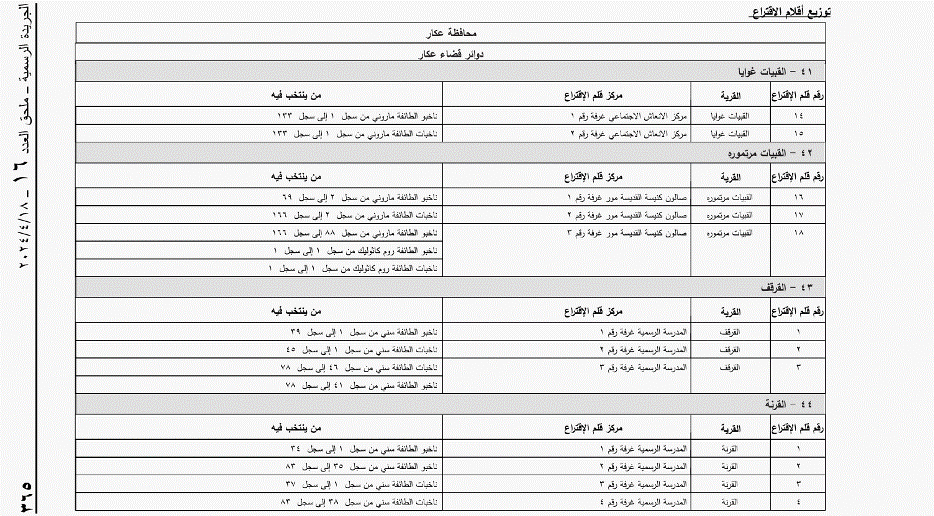 توزيع أقلام الإقتراع
محافظة عكار
دوائر قضاء عكار
٤١ - القبيات غوايا
رقم قلم الإقتراع القرية مركز قلم الإقتراع من ينتخب فيه
١٤ القبيات غوايا مركز الانعاش الاجتماعي غرفة رقم ١ ناخبو الطائفة ماروني من سجل ١ إلى سجل ١٣٣
١٥ القبيات غوايا مركز الانعاش الاجتماعي غرفة رقم ٢ ناخبات الطائفة ماروني من سجل ١ إلى سجل ١٣٣
٤٢ - القبيات مرتموره
رقم قلم الإقتراع القرية مركز قلم الإقتراع من ينتخب فيه
١٦ القبيات مرتموره صالون كنيسة القديسة مور غرفة رقم ١ ناخبو الطائفة ماروني من سجل ٢ إلى سجل ٦٩
١٧ القبيات مرتموره صالون كنيسة القديسة مور غرفة رقم ٢ ناخبات الطائفة ماروني من سجل ٢ إلى سجل ١٦٦
١٨ القبيات مرتموره صالون كنيسة القديسة مور غرفة رقم ٣ ناخبو الطائفة ماروني من سجل ٨٨ إلى سجل ١٦٦
ناخبو الطائفة روم كاثوليك من سجل ١ إلى سجل ١
ناخبات الطائفة روم كاثوليك من سجل ١ إلى سجل ١
٤٣ - القرقف
رقم قلم الإقتراع القرية مركز قلم الإقتراع من ينتخب فيه
١ القرقف المدرسة الرسمية غرفة رقم ١ ناخبو الطائفة سني من سجل ١ إلى سجل ٣٩
٢ القرقف المدرسة الرسمية غرفة رقم ٢ ناخبات الطائفة سني من سجل ١ إلى سجل ٤٥
٣ القرقف المدرسة الرسمية غرفة رقم ٣ ناخبات الطائفة سني من سجل ٤٦ إلى سجل ٧٨
ناخبو الطائفة سني من سجل ٤١ إلى سجل ٧٨
٤٤ - القرنة
رقم قلم الإقتراع القرية مركز قلم الإقتراع من ينتخب فيه
١ القرنة المدرسة الرسمية غرفة رقم ١ ناخبو الطائفة سني من سجل ١ إلى سجل ٣٤
٢ القرنة المدرسة الرسمية غرفة رقم ٢ ناخبو الطائفة سني من سجل ٣٥ إلى سجل ٨٣
٣ القرنة المدرسة الرسمية غرفة رقم ٣ ناخبات الطائفة سني من سجل ١ إلى سجل ٣٧
٤ القرنة المدرسة الرسمية غرفة رقم ٤ ناخبات الطائفة سني من سجل ٣٨ إلى سجل ٨٣
الجريدة الرسمية - ملحق العدد ١٦ - ٢٠٢٤/٤/١٨
٣٦٥